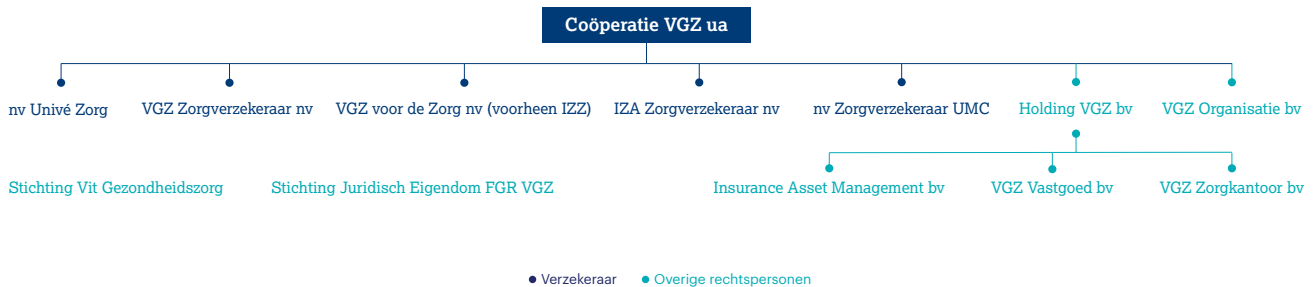 Coöperatie VGZ ua
nv Univé Zorg
VGZ Zorgverzekeraar nv
VGZ voor de Zorg nv (voorheen IZZ)
IZA Zorgverzekeraar nv
nv Zorgverzekeraar UMC
Holding VGZ bv
VGZ Organisatie bv
Stichting Vit Gezondheidszorg
Stichting Juridisch Eigendom FGR VGZ
Insurance Asset Management bv
VGZ Vastgoed bv
VGZ Zorgkantoor bv
Verzekeraar
Overige rechtspersonen